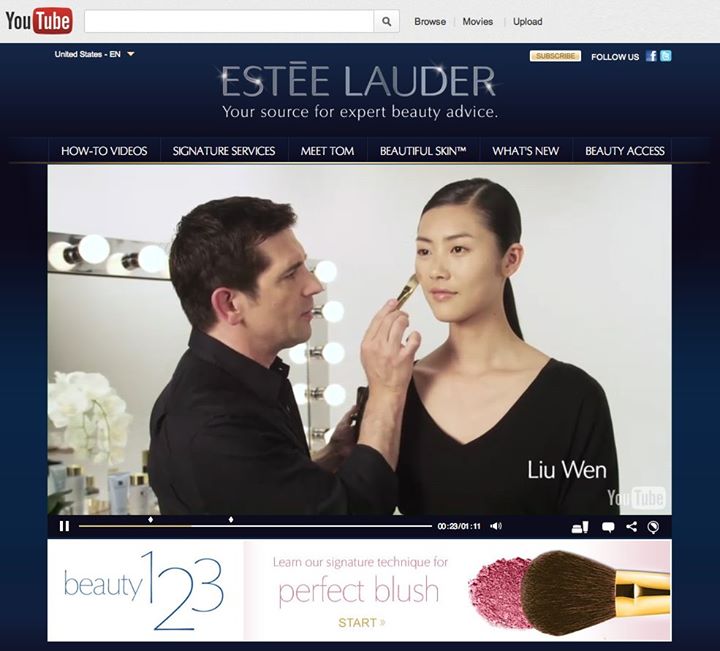 YouTube
Browse
Movies
Upload
United States - EN
SUBSCRIBE
FOLLOW US
ESTĒE LAUDER
Your source for expert beauty advice.
HOW-TO VIDEOS
SIGNATURE SERVICES
MEET TOM
BEAUTIFUL SKIN™
WHAT'S NEW
BEAUTY ACCESS
Liu Wen
YouTube
00:23/01:11
beauty 123
Learn our signature technique for
perfect blush
START »